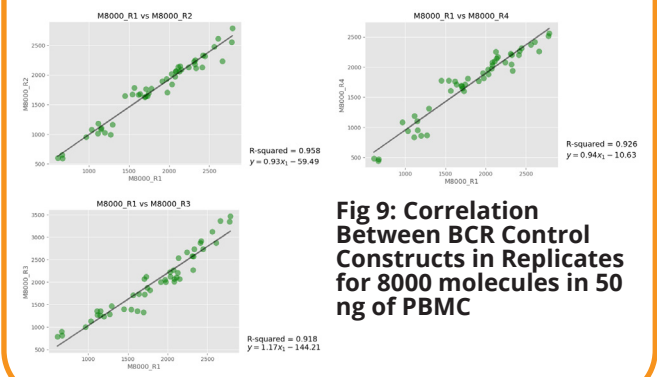 M8000_R1 vs M8000_R2
2500
2000
1500
1000
500
M8000_R2
1000
1500
2000
2500
M8000_R1
R-squared = 0.958
y = 0.93x₁ − 59.49
M8000_R1 vs M8000_R4
2500
2000
1500
1000
500
M8000_R4
1000
1500
2000
2500
M8000_R1
R-squared = 0.926
y = 0.94x₁ − 10.63
M8000_R1 vs M8000_R3
3500
3000
2500
2000
1500
1000
500
M8000_R3
1000
1500
2000
2500
M8000_R1
R-squared = 0.918
y = 1.17x₁ − 144.21
Fig 9: Correlation
Between BCR Control
Constructs in Replicates
for 8000 molecules in 50
ng of PBMC